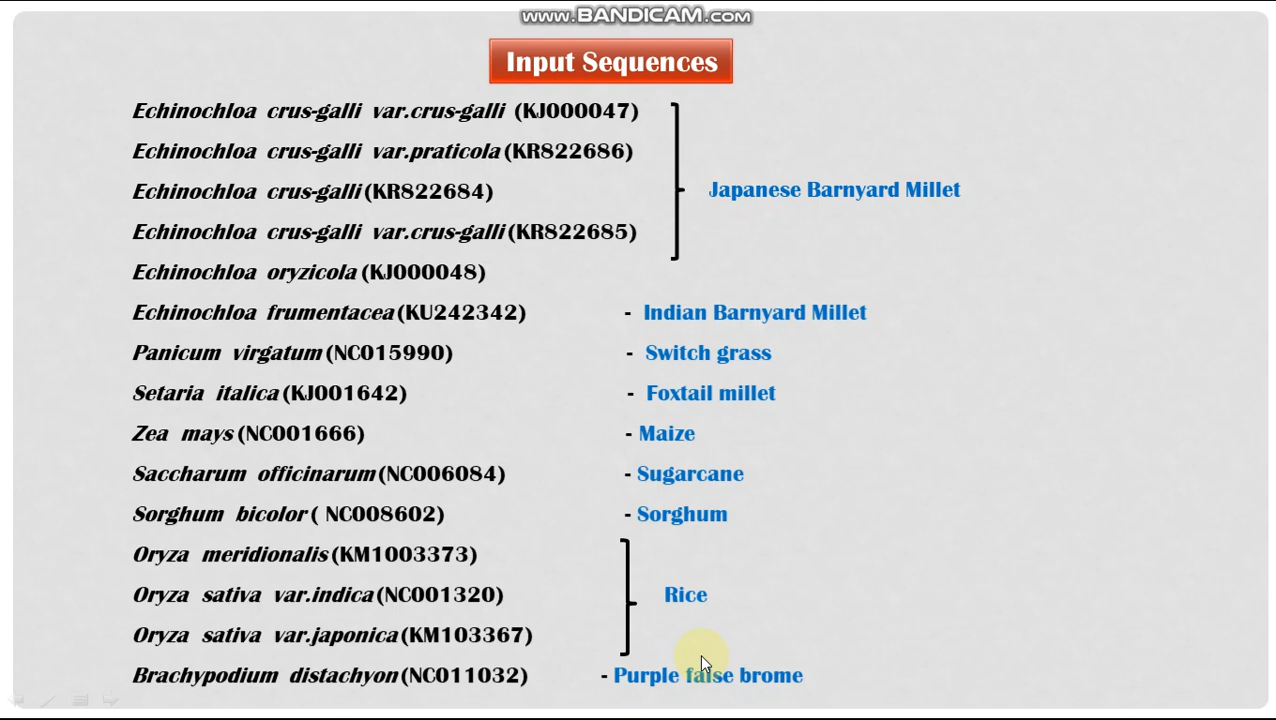 www.BANDICAM.com
Input Sequences
Echinochloa crus-galli var.crus-galli (KJ000047)
Echinochloa crus-galli var.praticola (KR822686)
Echinochloa crus-galli (KR822684)
Japanese Barnyard Millet
Echinochloa crus-galli var.crus-galli (KR822685)
Echinochloa oryzicola (KJ000048)
Echinochloa frumentacea (KU242342) - Indian Barnyard Millet
Panicum virgatum (NC015990) - Switch grass
Setaria italica (KJ001642) - Foxtail millet
Zea mays (NC001666) - Maize
Saccharum officinarum (NC006084) - Sugarcane
Sorghum bicolor ( NC008602) - Sorghum
Oryza meridionalis (KM1003373)
Oryza sativa var.indica (NC001320)
Rice
Oryza sativa var.japonica (KM103367)
Brachypodium distachyon (NC011032) - Purple false brome